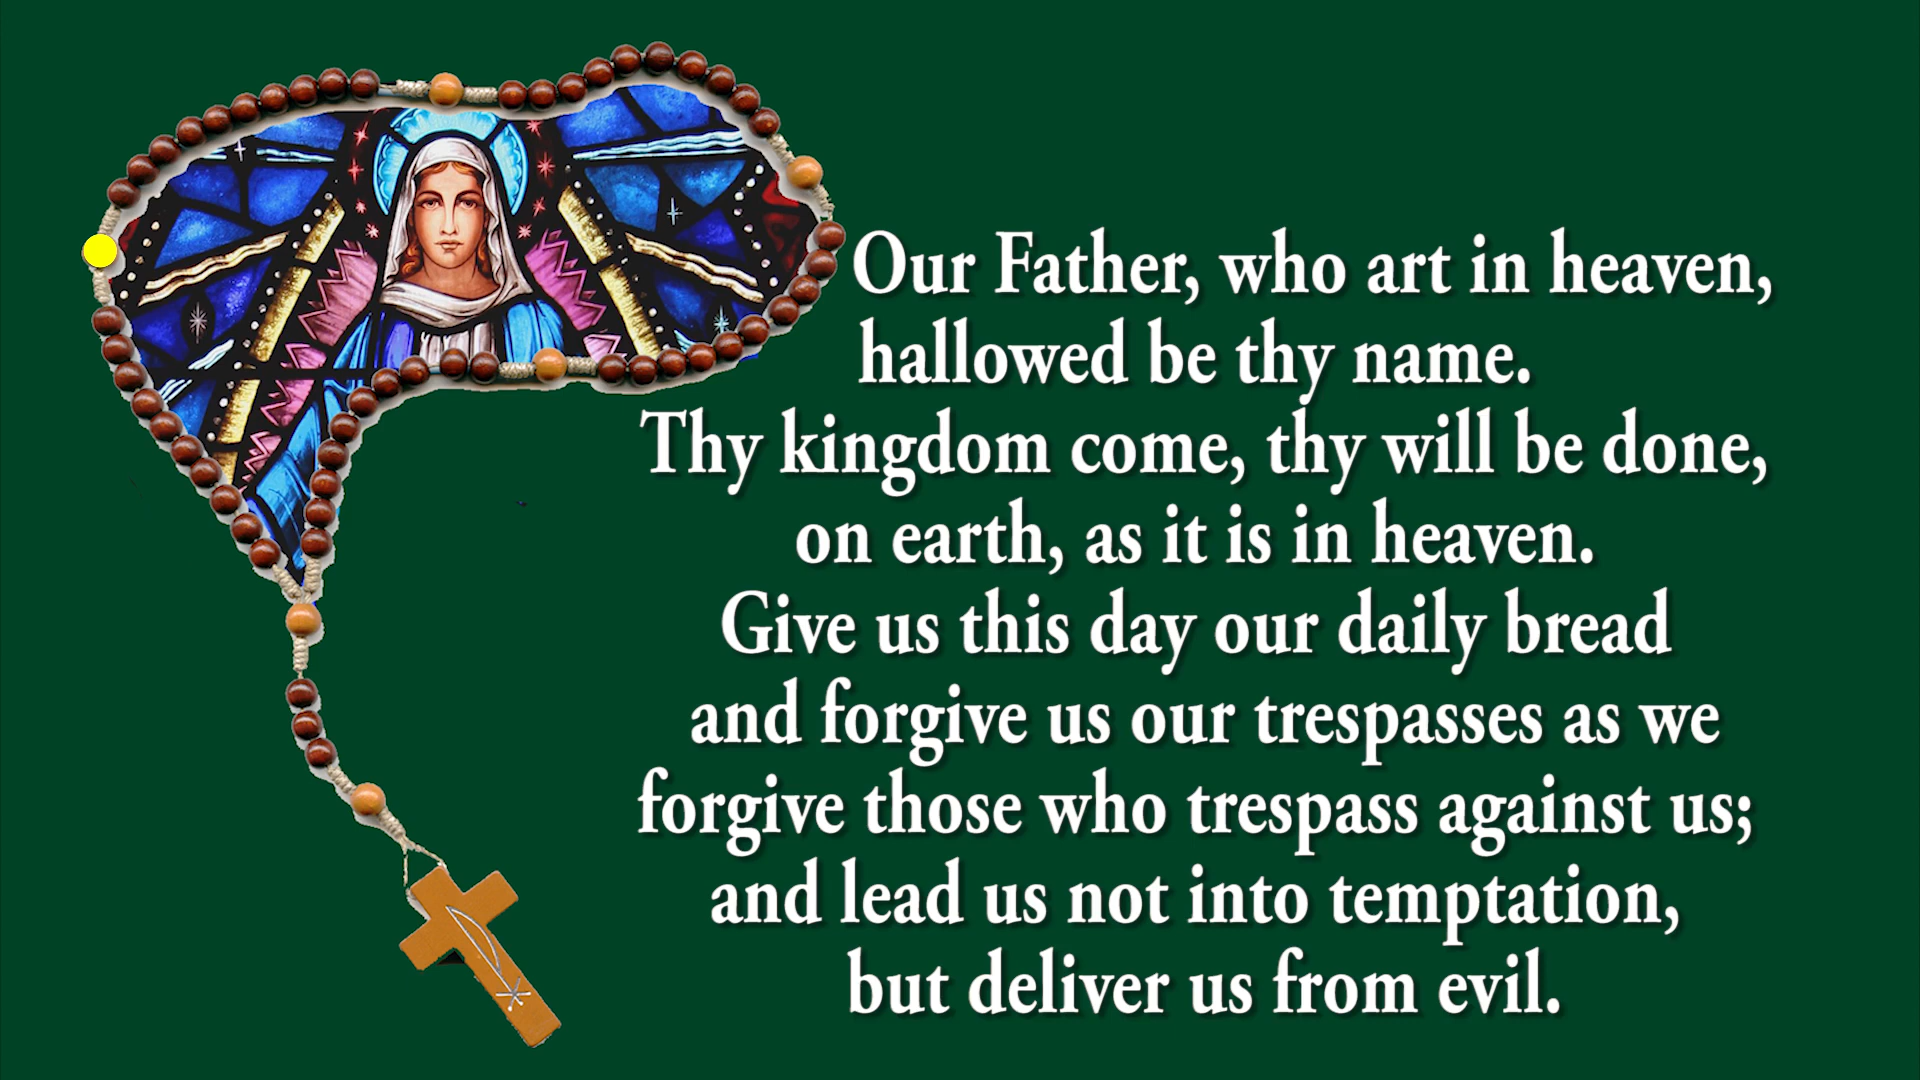 Our Father, who art in heaven,
hallowed be thy name.
Thy kingdom come, thy will be done,
on earth, as it is in heaven.
Give us this day our daily bread
and forgive us our trespasses as we
forgive those who trespass against us;
and lead us not into temptation,
but deliver us from evil.